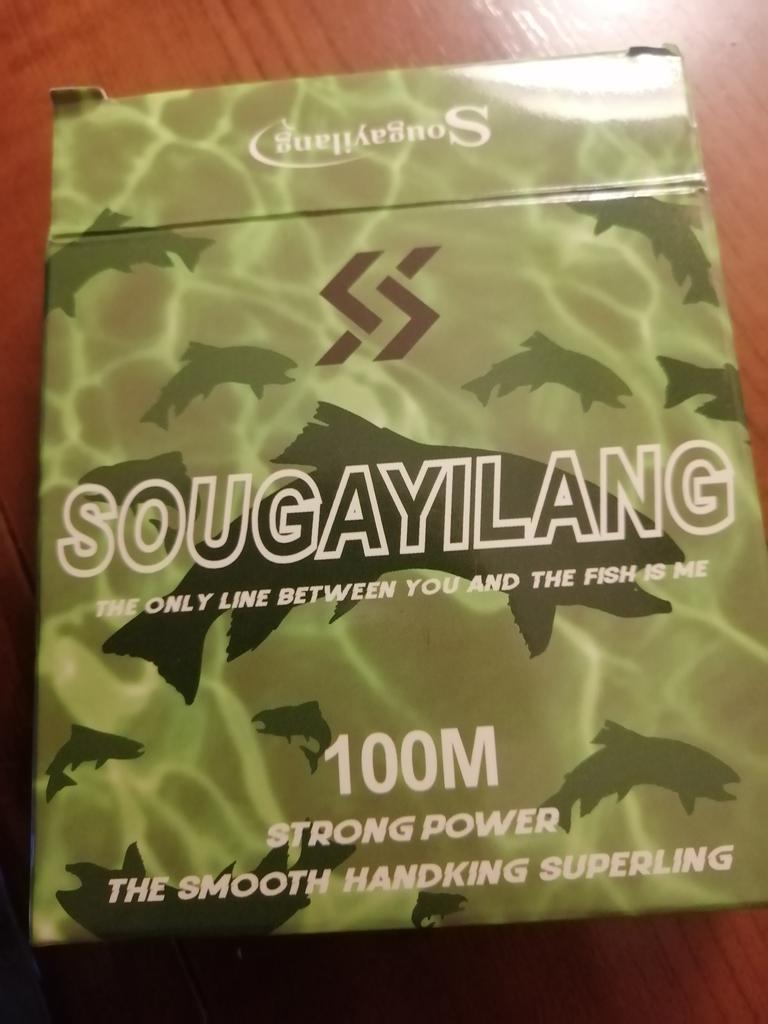 Sougayilang
SOUGAYILANG
THE ONLY LINE BETWEEN YOU AND THE FISH IS ME
100M
STRONG POWER
THE SMOOTH HANDKING SUPERLING